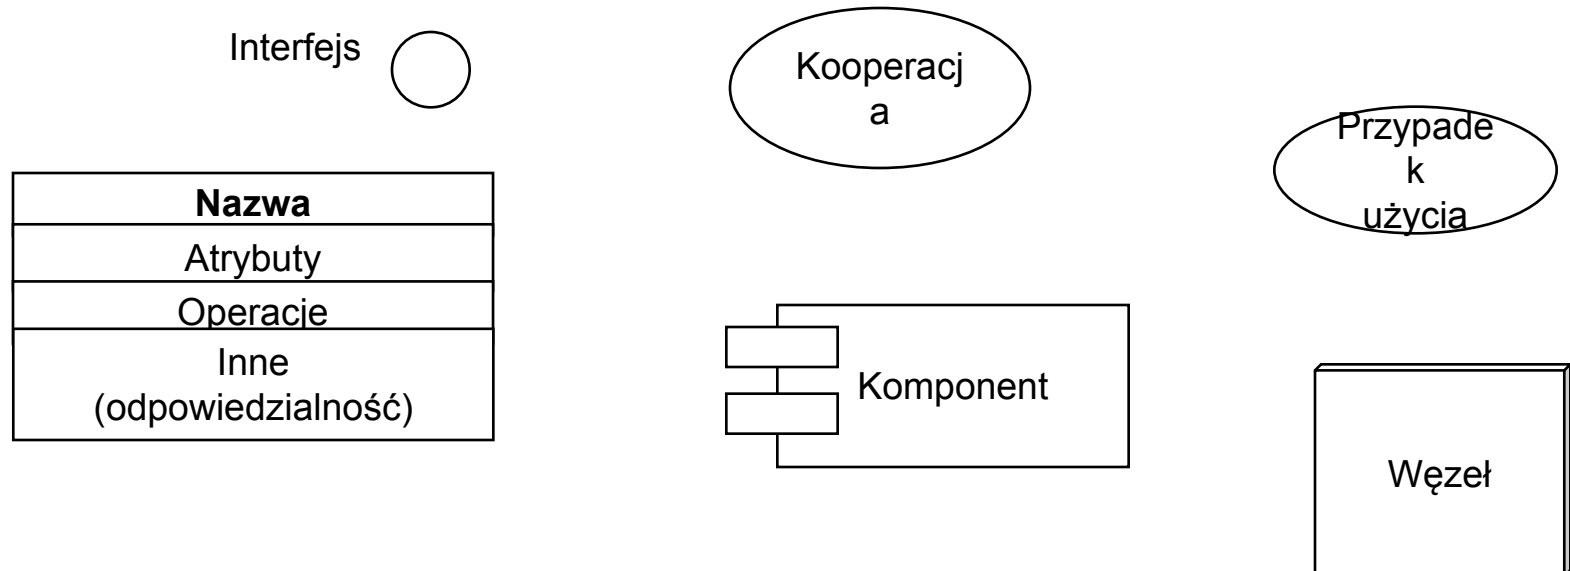 Interfejs
Kooperacj
a
Przypade
k
użycia
Nazwa
Atrybuty
Operacje
Inne
(odpowiedzialność)
Komponent
Węzeł